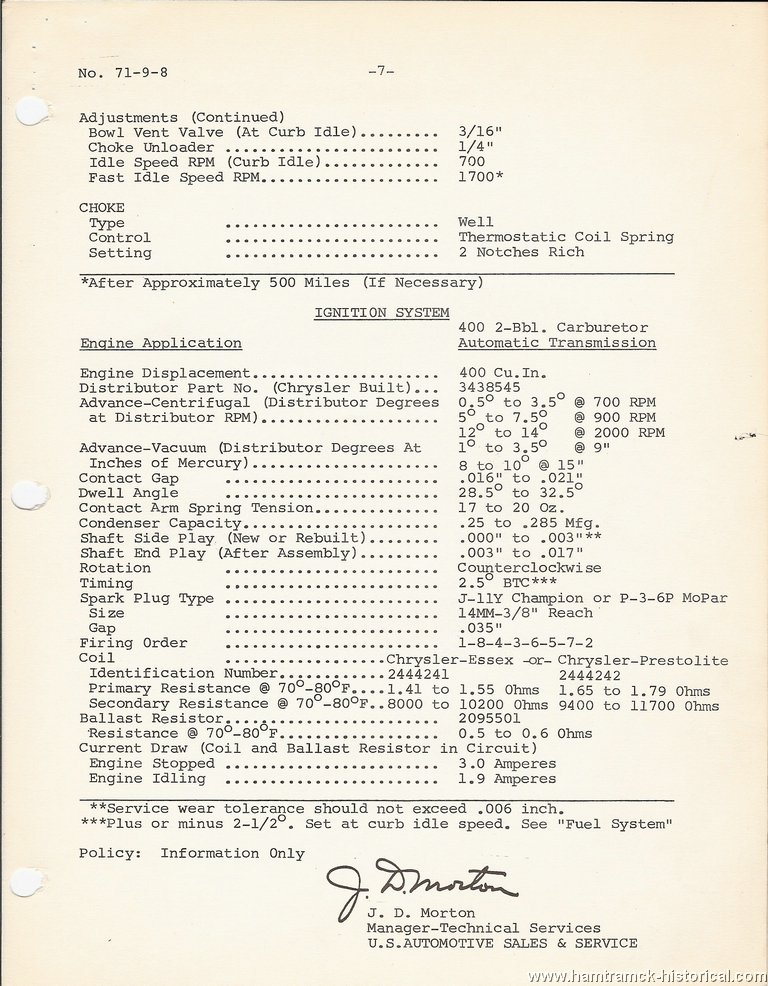 No. 71-9-8 -7-
Adjustments (Continued)
Bowl Vent Valve (At Curb Idle)......... 3/16"
Choke Unloader ........................ 1/4"
Idle Speed RPM (Curb Idle)............. 700
Fast Idle Speed RPM.................... 1700*
CHOKE
Type ........................ Well
Control ........................ Thermostatic Coil Spring
Setting ........................ 2 Notches Rich
*After Approximately 500 Miles (If Necessary)
IGNITION SYSTEM
400 2-Bbl. Carburetor
Engine Application Automatic Transmission
Engine Displacement..................... 400 Cu.In.
Distributor Part No. (Chrysler Built)... 3438545
Advance-Centrifugal (Distributor Degrees 0.5° to 3.5° @ 700 RPM
at Distributor RPM).................... 5° to 7.5° @ 900 RPM
12° to 14° @ 2000 RPM
Advance-Vacuum (Distributor Degrees At 1° to 3.5° @ 9"
Inches of Mercury)..................... 8 to 10° @ 15"
Contact Gap ........................ .016" to .021"
Dwell Angle ........................ 28.5° to 32.5°
Contact Arm Spring Tension.............. 17 to 20 Oz.
Condenser Capacity...................... .25 to .285 Mfg.
Shaft Side Play (New or Rebuilt)........ .000" to .003"**
Shaft End Play (After Assembly)......... .003" to .017"
Rotation ........................ Counterclockwise
Timing ........................ 2.5° BTC***
Spark Plug Type ........................ J-11Y Champion or P-3-6P MoPar
Size ........................ 14MM-3/8" Reach
Gap ........................ .035"
Firing Order ........................ 1-8-4-3-6-5-7-2
Coil ..................Chrysler-Essex -or- Chrysler-Prestolite
Identification Number............2444241 2444242
Primary Resistance @ 70°-80°F....1.41 to 1.55 Ohms 1.65 to 1.79 Ohms
Secondary Resistance @ 70°-80°F..8000 to 10200 Ohms 9400 to 11700 Ohms
Ballast Resistor........................ 2095501
Resistance @ 70°-80°F.................. 0.5 to 0.6 Ohms
Current Draw (Coil and Ballast Resistor in Circuit)
Engine Stopped ........................ 3.0 Amperes
Engine Idling ........................ 1.9 Amperes
**Service wear tolerance should not exceed .006 inch.
***Plus or minus 2-1/2°. Set at curb idle speed. See "Fuel System"
Policy: Information Only
J. D. Morton
J. D. Morton
Manager-Technical Services
U.S.AUTOMOTIVE SALES & SERVICE
www.hamtramck-historical.com